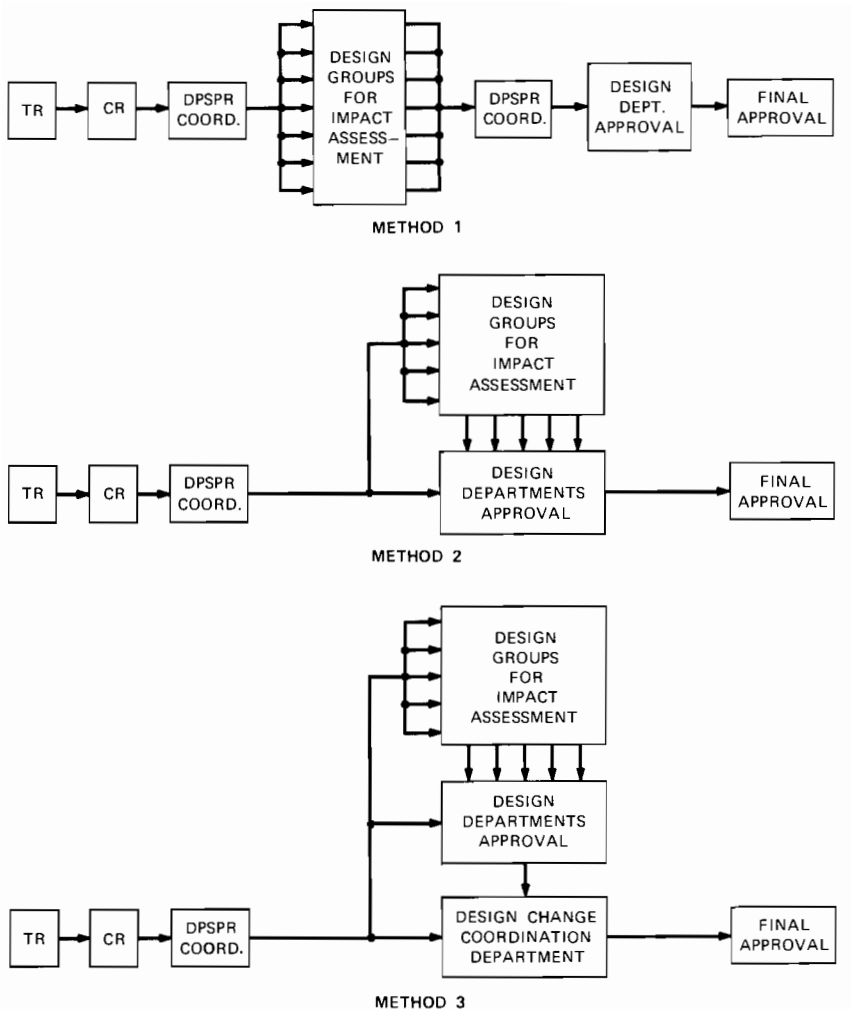 TR
CR
DPSPR
COORD.
DESIGN
GROUPS
FOR
IMPACT
ASSESS-
MENT
DPSPR
COORD.
DESIGN
DEPT.
APPROVAL
FINAL
APPROVAL
METHOD 1
TR
CR
DPSPR
COORD.
DESIGN
GROUPS
FOR
IMPACT
ASSESSMENT
DESIGN
DEPARTMENTS
APPROVAL
FINAL
APPROVAL
METHOD 2
TR
CR
DPSPR
COORD.
DESIGN
GROUPS
FOR
IMPACT
ASSESSMENT
DESIGN
DEPARTMENTS
APPROVAL
DESIGN CHANGE
COORDINATION
DEPARTMENT
FINAL
APPROVAL
METHOD 3